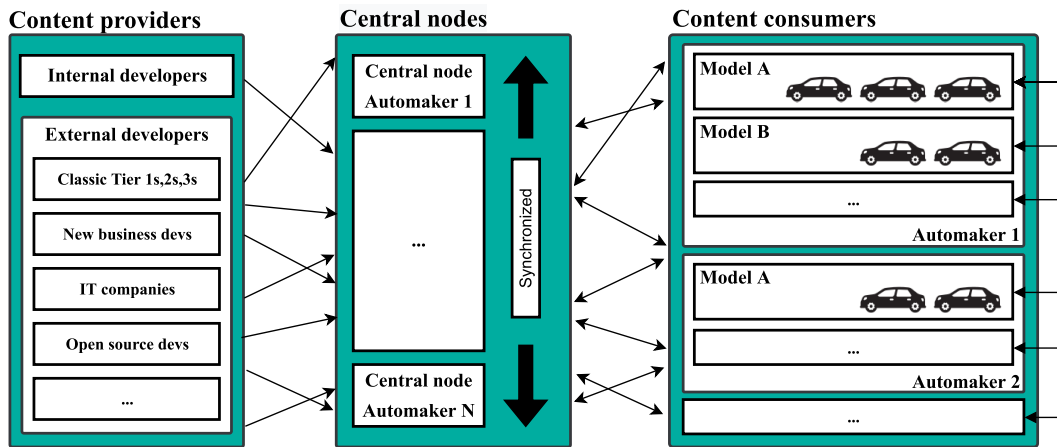 Content providers
Internal developers
External developers
Classic Tier 1s,2s,3s
New business devs
IT companies
Open source devs
...
Central nodes
Central node
Automaker 1
...
Synchronized
Central node
Automaker N
Content consumers
Model A
Model B
...
Automaker 1
Model A
...
Automaker 2
...